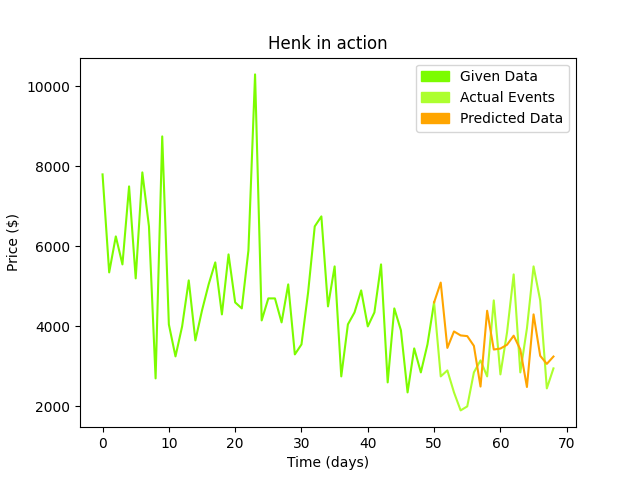 Henk in action
Given Data
Actual Events
Predicted Data
Price ($)
10000
8000
6000
4000
2000
0 10 20 30 40 50 60 70
Time (days)